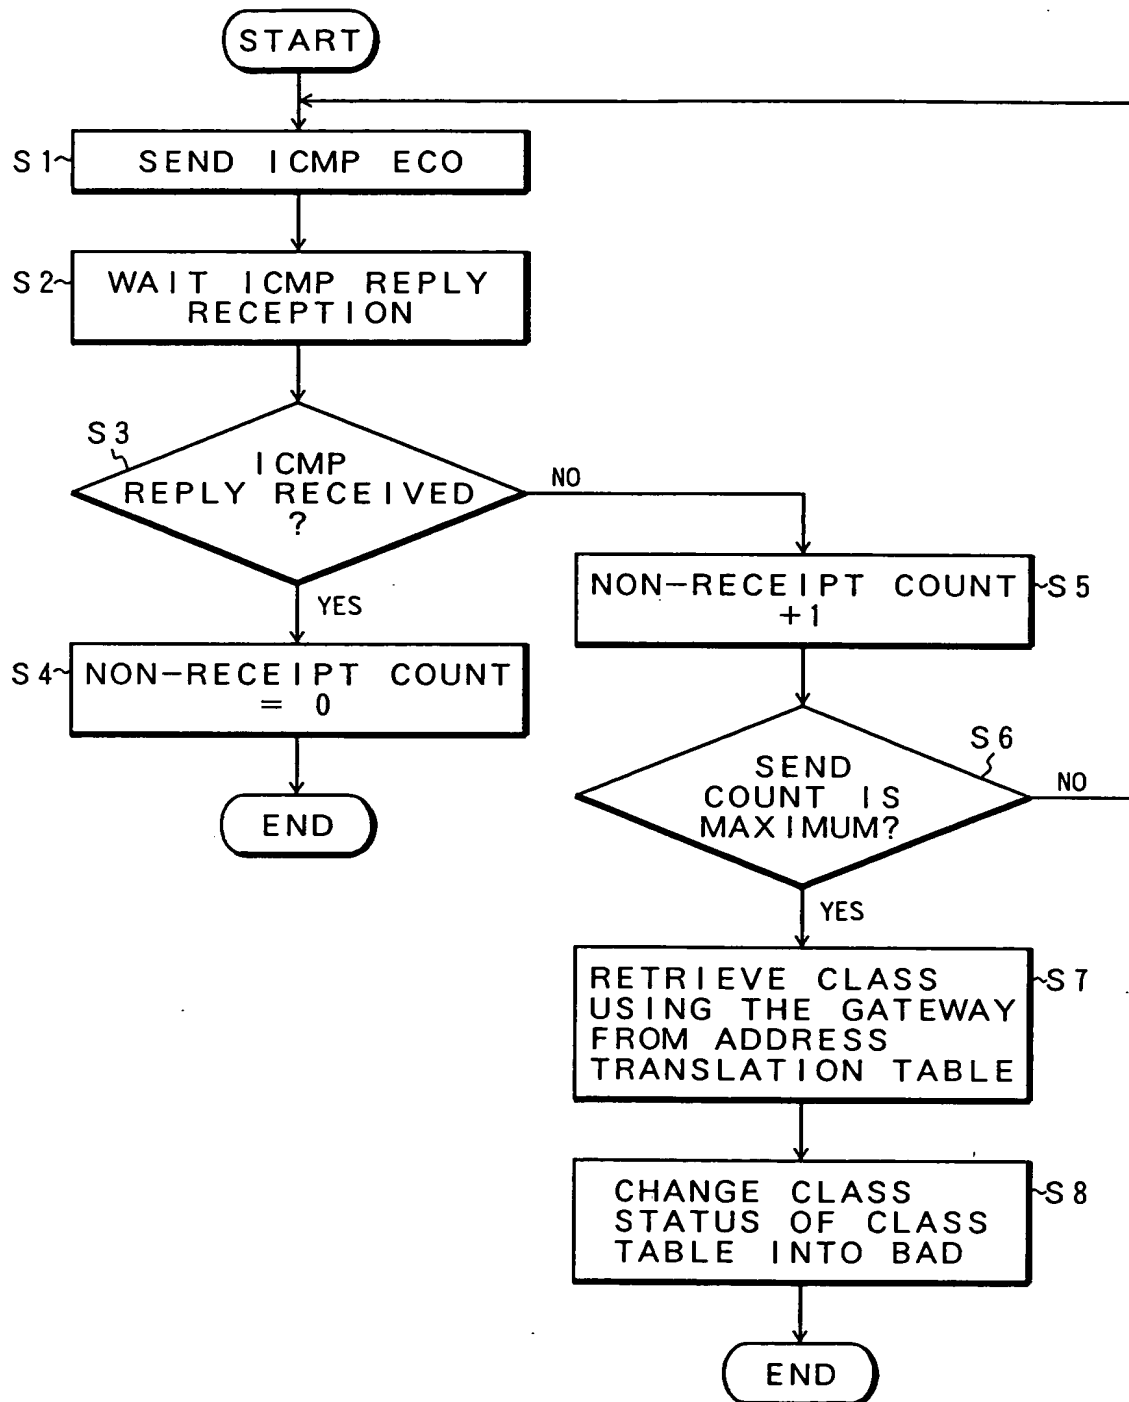 START
S1
SEND ICMP ECO
S2
WAIT ICMP REPLY
RECEPTION
S3
ICMP
REPLY RECEIVED
?
NO
YES
S4
NON-RECEIPT COUNT
= 0
END
NON-RECEIPT COUNT
+1
S5
S6
SEND
COUNT IS
MAXIMUM?
NO
YES
RETRIEVE CLASS
USING THE GATEWAY
FROM ADDRESS
TRANSLATION TABLE
S7
CHANGE CLASS
STATUS OF CLASS
TABLE INTO BAD
S8
END